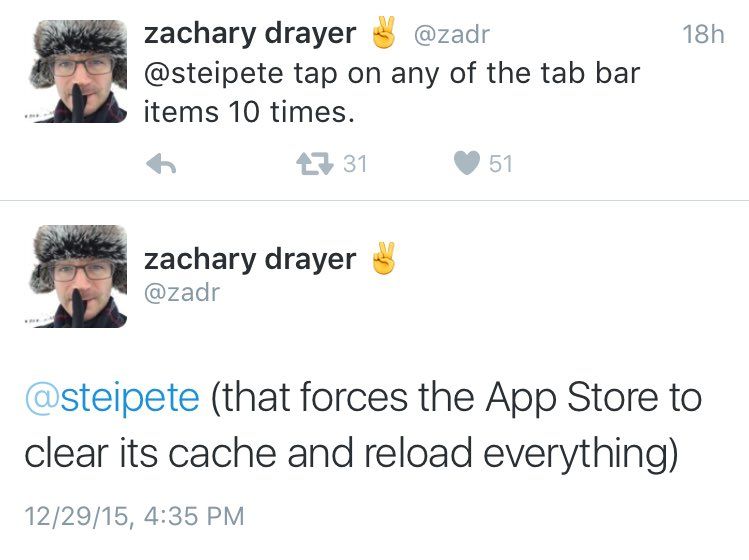 zachary drayer ✌ @zadr 18h
@steipete tap on any of the tab bar
items 10 times.
31 51
zachary drayer ✌
@zadr
@steipete (that forces the App Store to
clear its cache and reload everything)
12/29/15, 4:35 PM